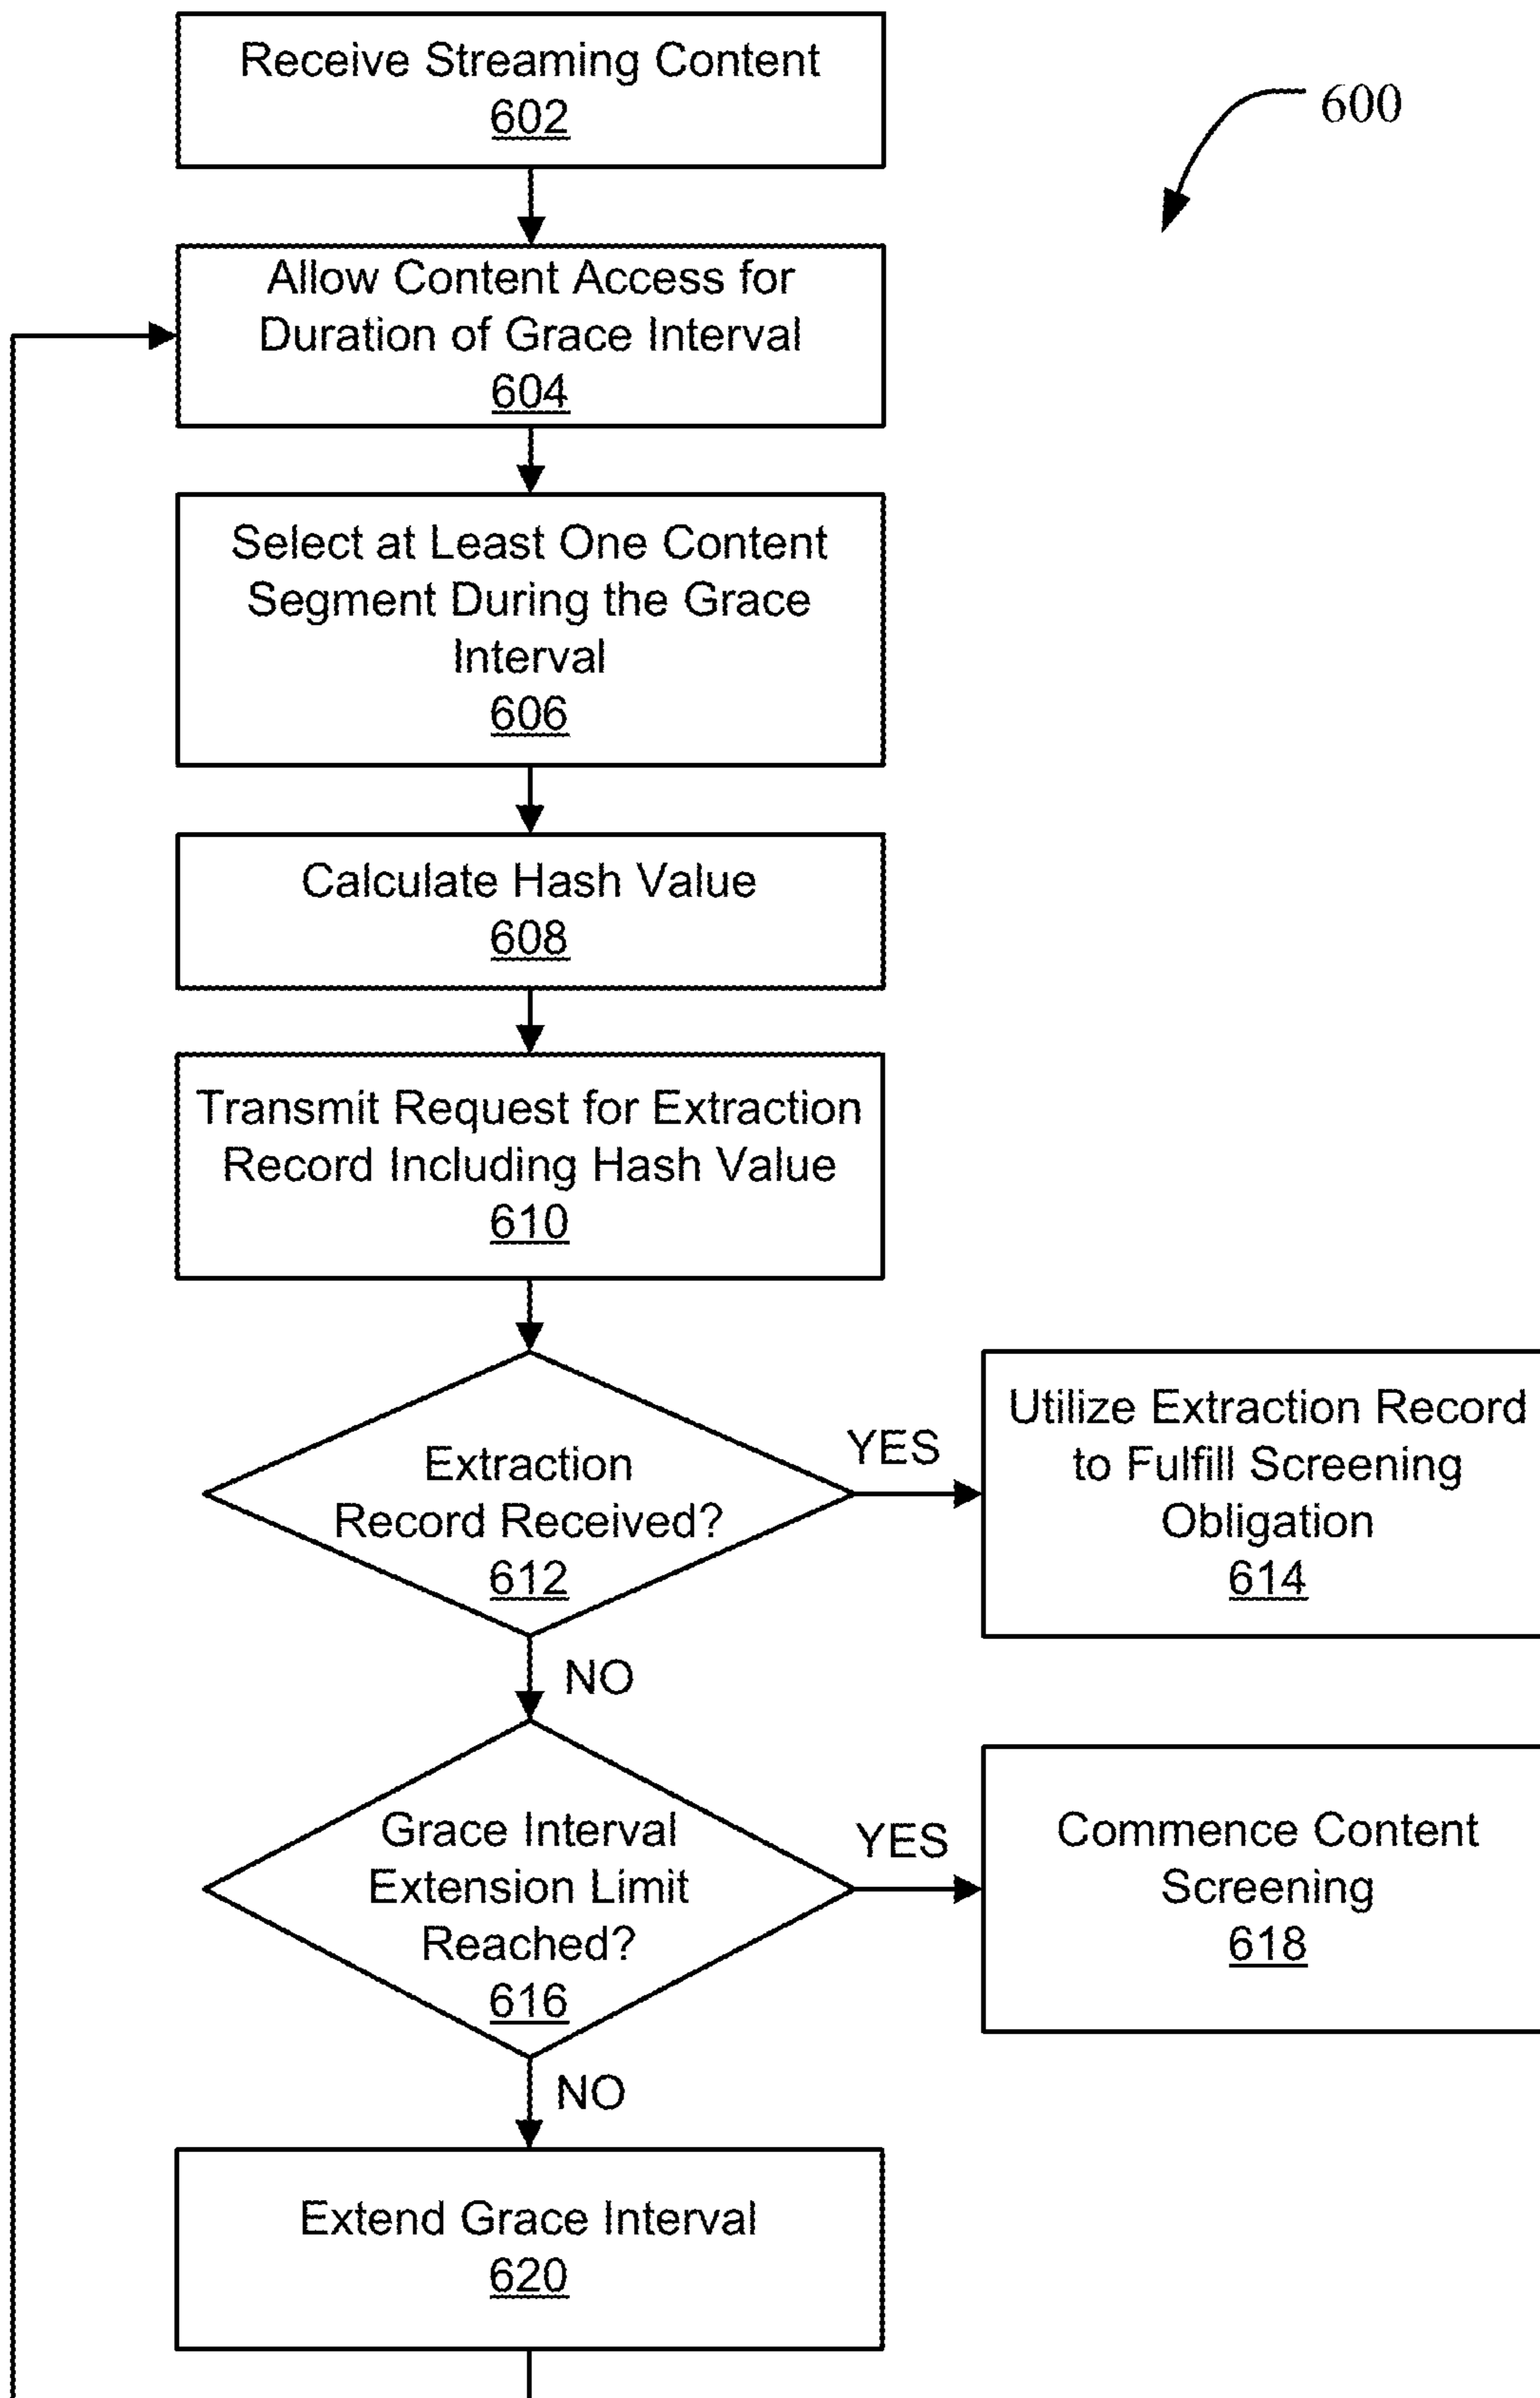 Receive Streaming Content
602
600
Allow Content Access for
Duration of Grace Interval
604
Select at Least One Content
Segment During the Grace
Interval
606
Calculate Hash Value
608
Transmit Request for Extraction
Record Including Hash Value
610
Extraction
Record Received?
612
YES
Utilize Extraction Record
to Fulfill Screening
Obligation
614
NO
Grace Interval
Extension Limit
Reached?
616
YES
Commence Content
Screening
618
NO
Extend Grace Interval
620